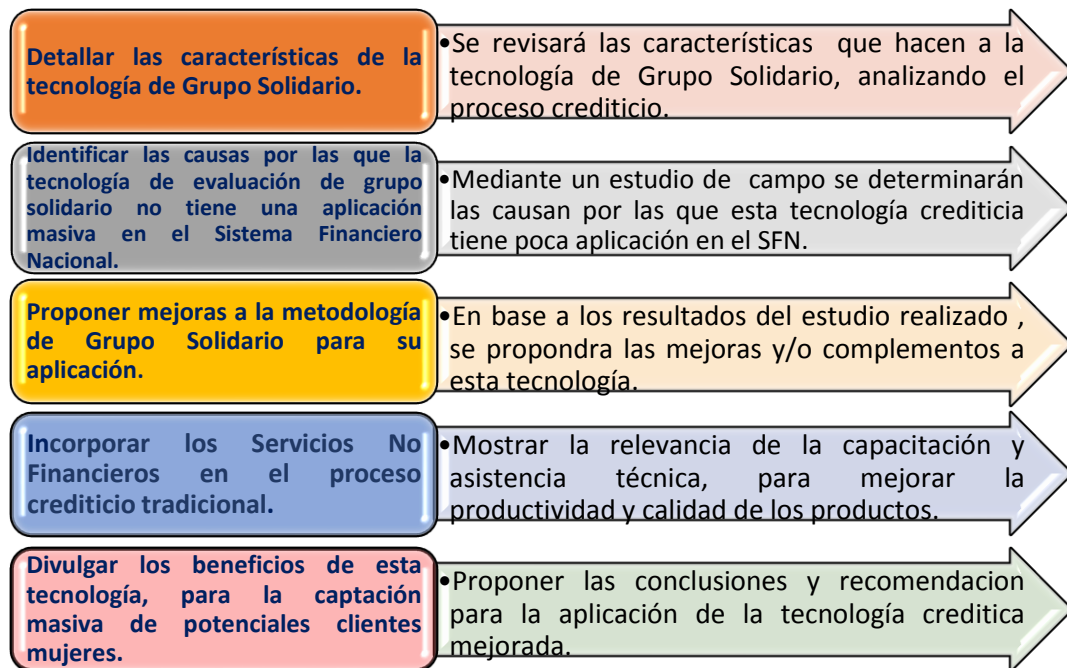 Detallar las características de la
tecnología de Grupo Solidario.
•Se revisará las características que hacen a la
tecnología de Grupo Solidario, analizando el
proceso crediticio.
Identificar las causas por las que la
tecnología de evaluación de grupo
solidario no tiene una aplicación
masiva en el Sistema Financiero
Nacional.
•Mediante un estudio de campo se determinarán
las causan por las que esta tecnología crediticia
tiene poca aplicación en el SFN.
Proponer mejoras a la metodología
de Grupo Solidario para su
aplicación.
•En base a los resultados del estudio realizado ,
se propondra las mejoras y/o complementos a
esta tecnología.
Incorporar los Servicios No
Financieros en el proceso
crediticio tradicional.
•Mostrar la relevancia de la capacitación y
asistencia técnica, para mejorar la
productividad y calidad de los productos.
Divulgar los beneficios de esta
tecnología, para la captación
masiva de potenciales clientes
mujeres.
•Proponer las conclusiones y recomendacion
para la aplicación de la tecnología creditica
mejorada.